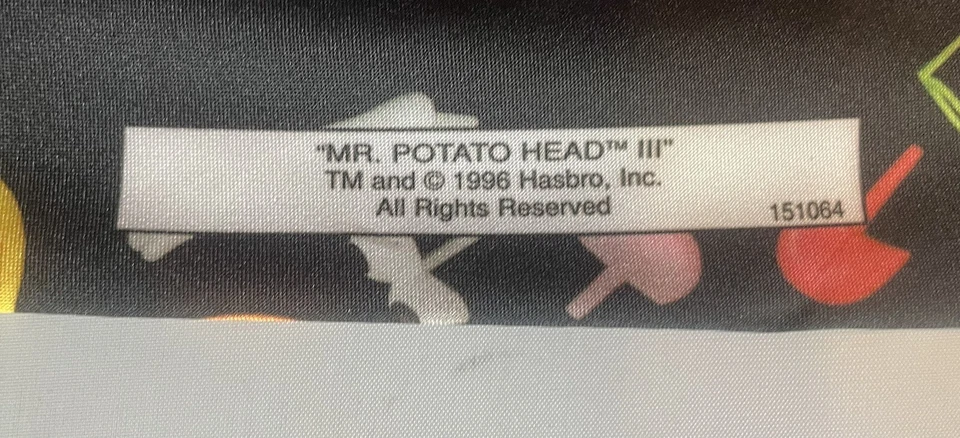 "MR. POTATO HEAD™ III"
TM and © 1996 Hasbro, Inc.
All Rights Reserved
151064